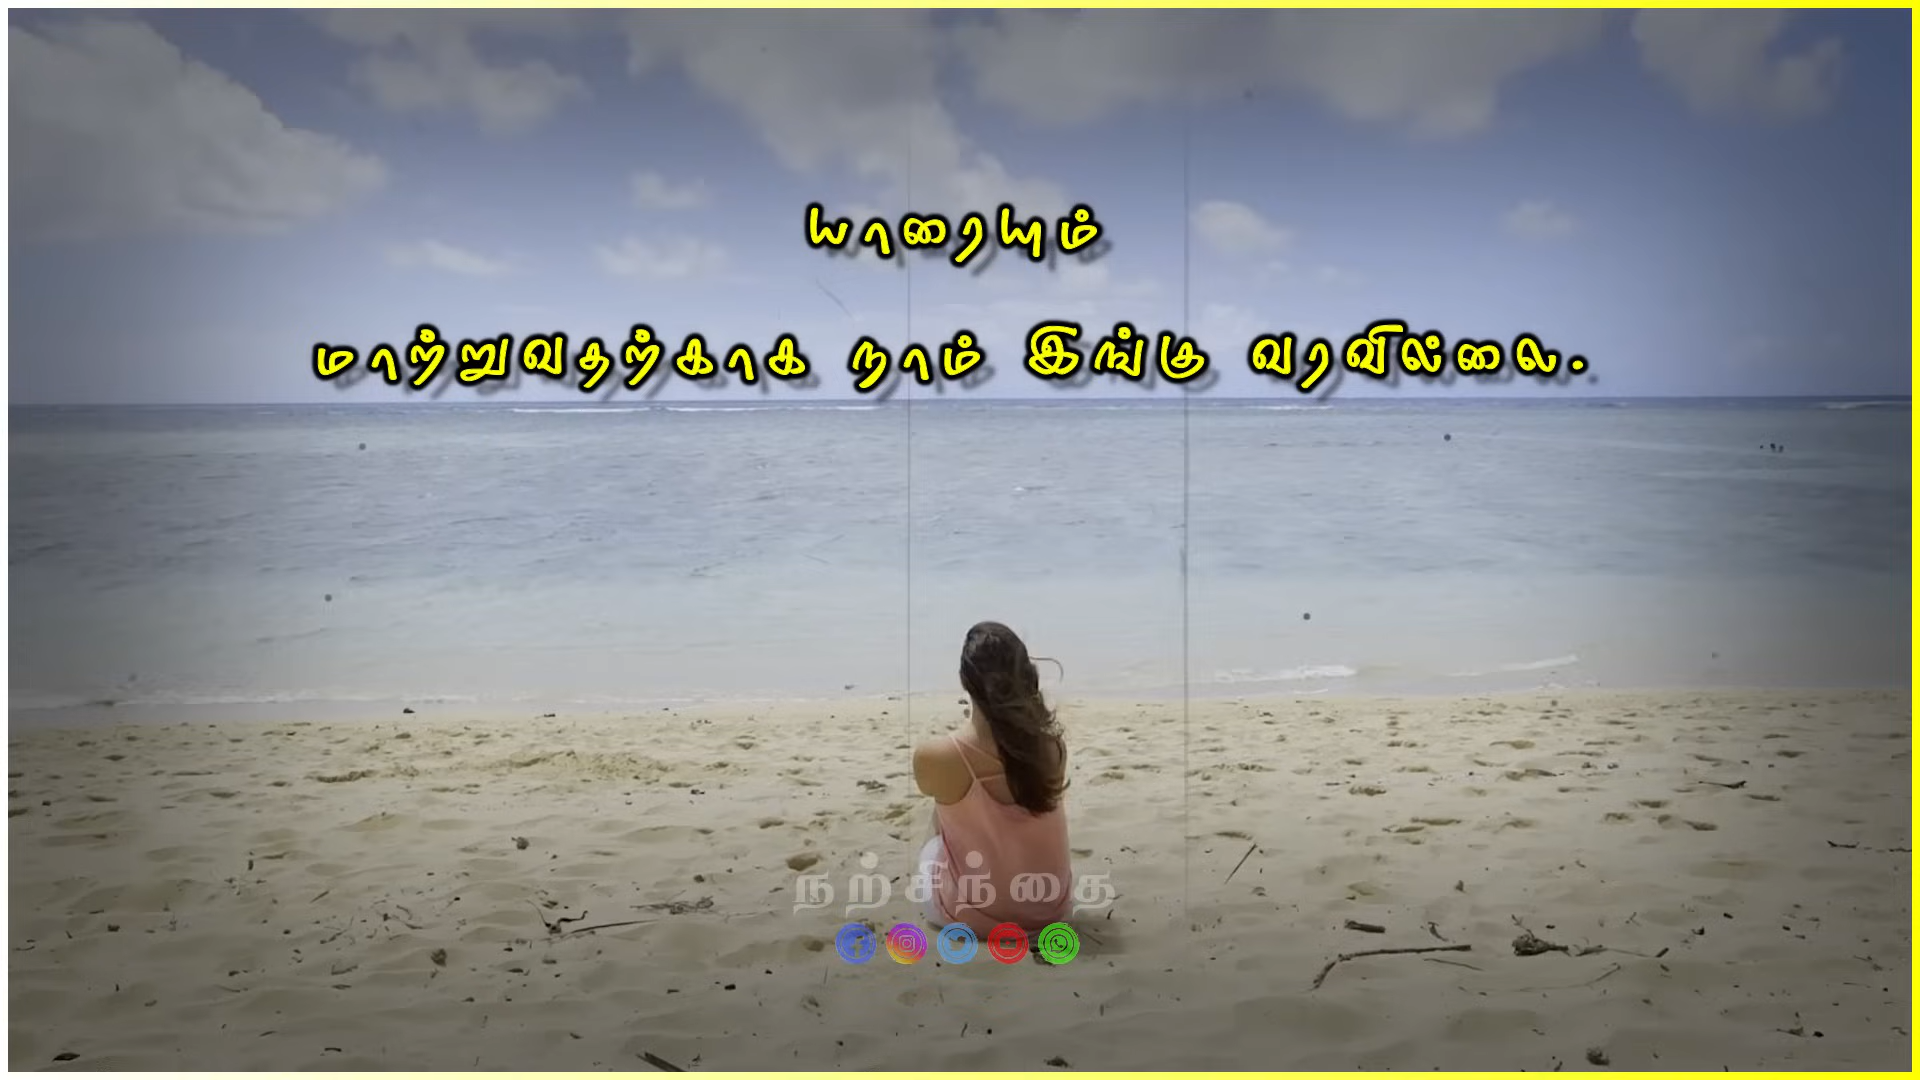 யாரையும்
மாற்றுவதற்காக நாம் இங்கு வரவில்லை.
நற்சிந்தை